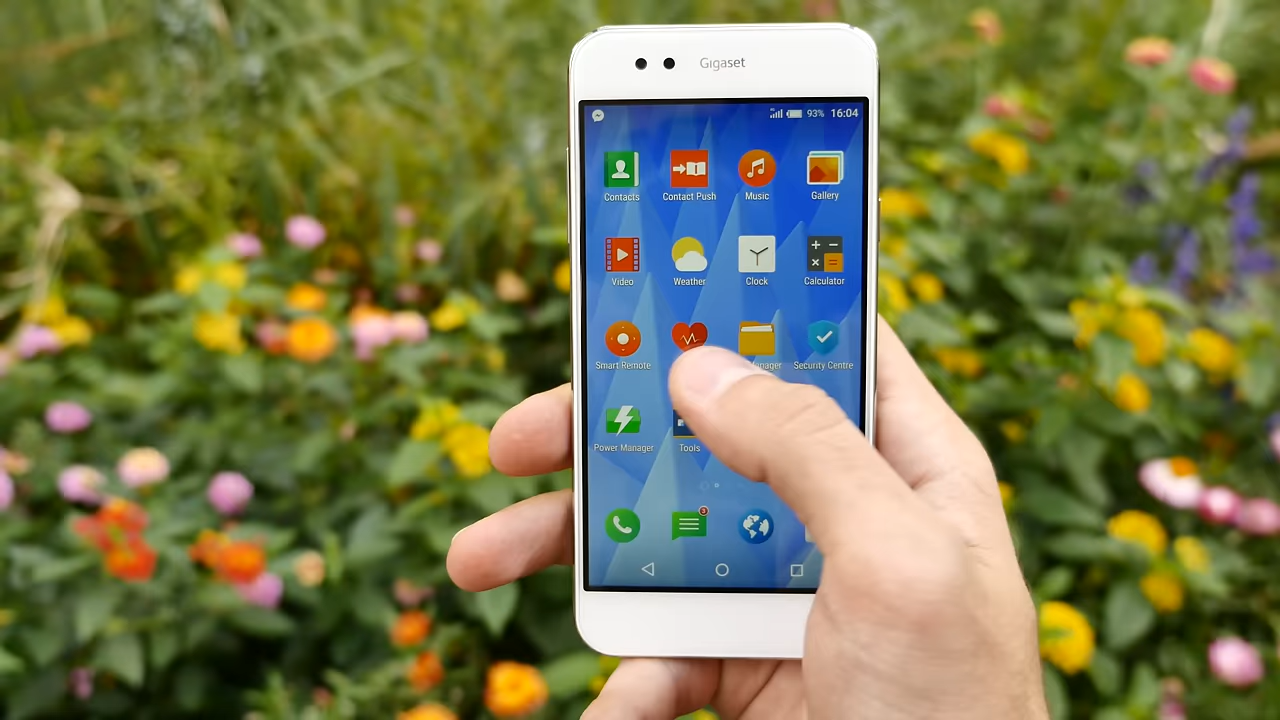 Gigaset
93% 16:04
Contacts Contact Push Music Gallery
Video Weather Clock Calculator
Smart Remote Security Centre
Power Manager Tools
3